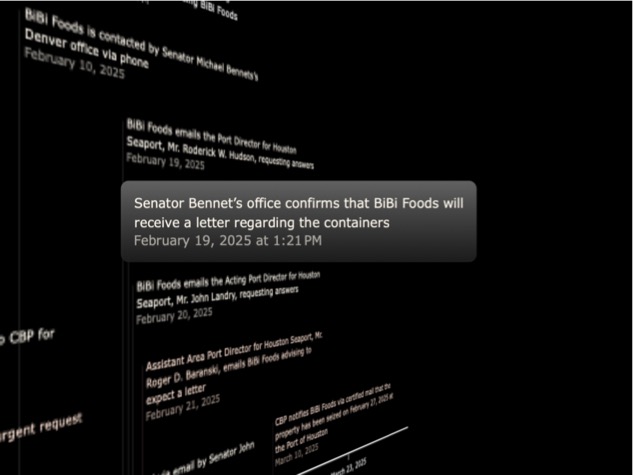 BiBi Foods
BiBi Foods is contacted by Senator Michael Bennets's
Denver office via phone
February 10, 2025
BiBi Foods emails the Port Director for Houston
Seaport, Mr. Roderick W. Hudson, requesting answers
February 19, 2025
Senator Bennet’s office confirms that BiBi Foods will
receive a letter regarding the containers
February 19, 2025 at 1:21 PM
BiBi Foods emails the Acting Port Director for Houston
Seaport, Mr. John Landry, requesting answers
February 20, 2025
CBP for
Assistant Area Port Director for Houston Seaport, Mr.
Roger D. Baranski, emails BiBi Foods advising to
expect a letter
February 21, 2025
request
CBP notifies BiBi Foods via certified mail that the
property has been seized on February 27, 2025 at
the Port of Houston
March 10, 2025
email by Senator John
March 23, 2025